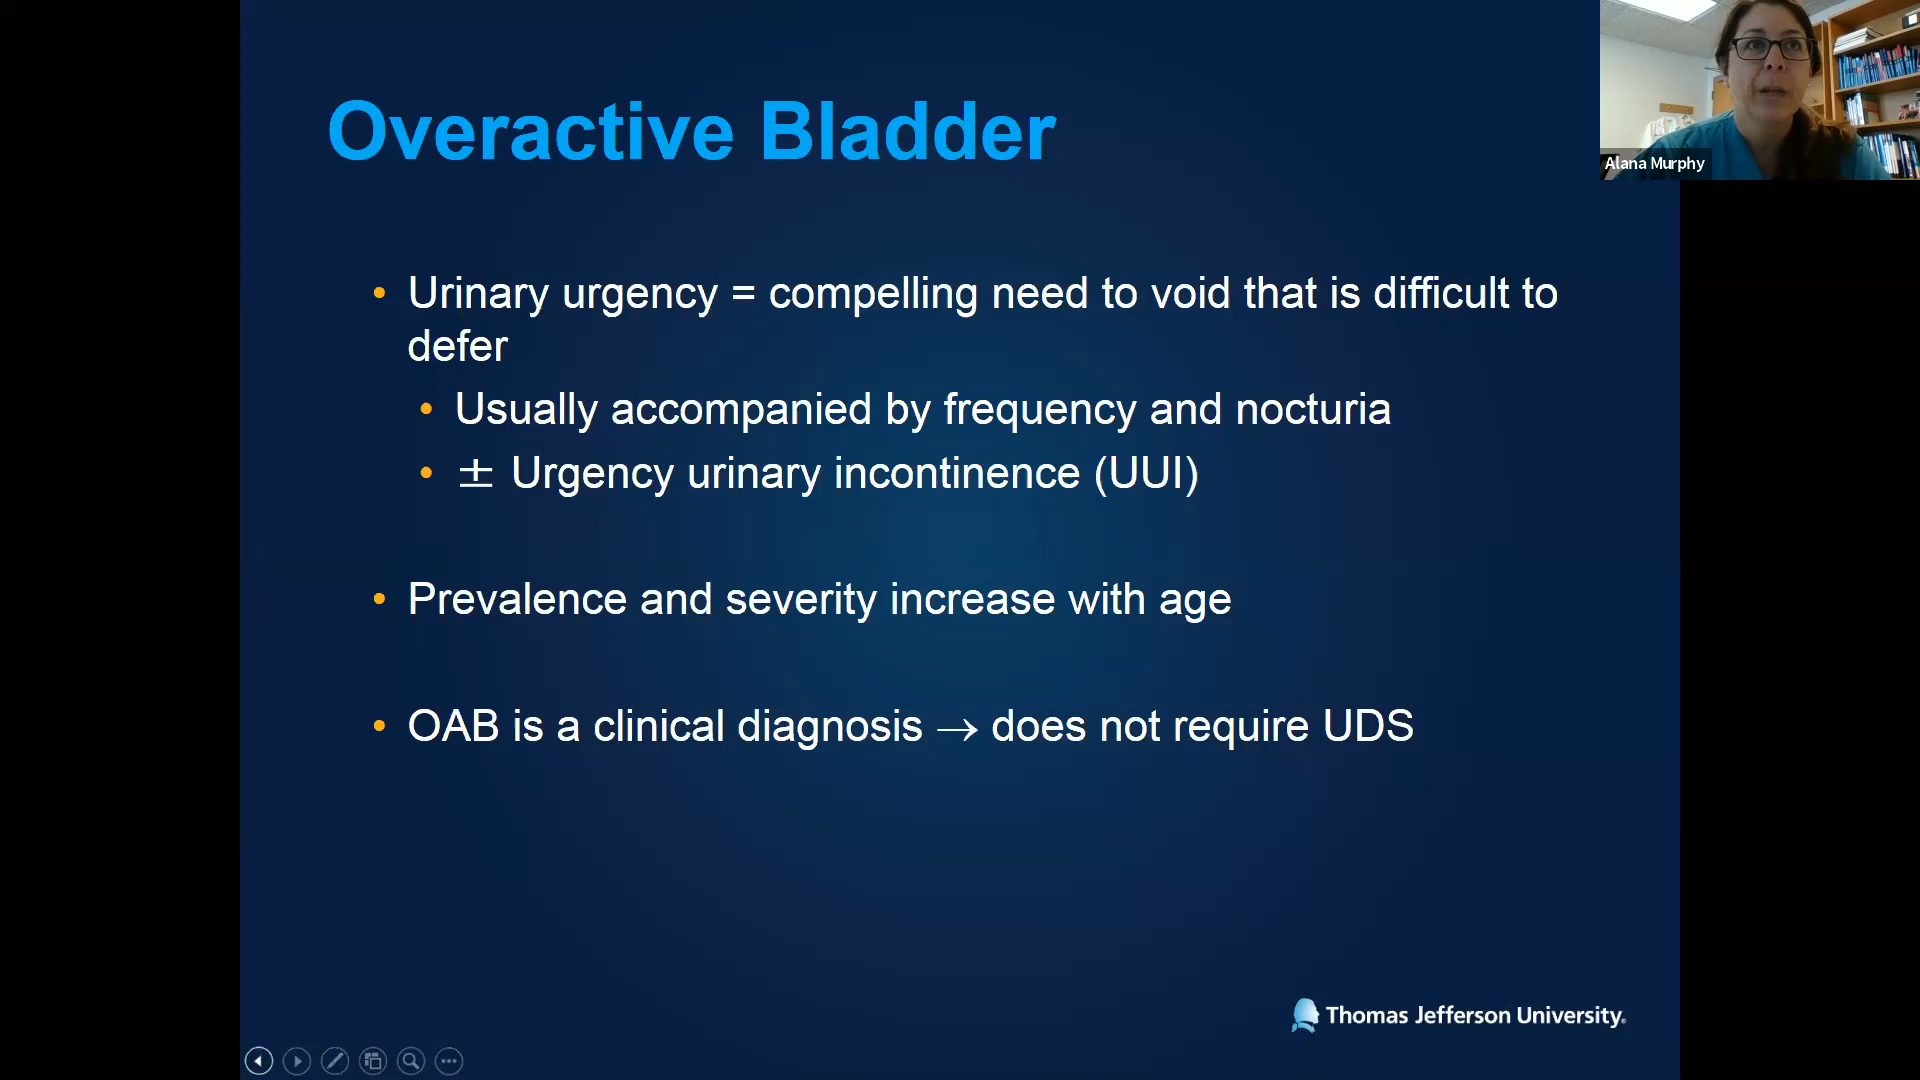 Overactive Bladder
Alana Murphy
• Urinary urgency = compelling need to void that is difficult to
defer
• Usually accompanied by frequency and nocturia
• ± Urgency urinary incontinence (UUI)
• Prevalence and severity increase with age
• OAB is a clinical diagnosis → does not require UDS
Thomas Jefferson University®